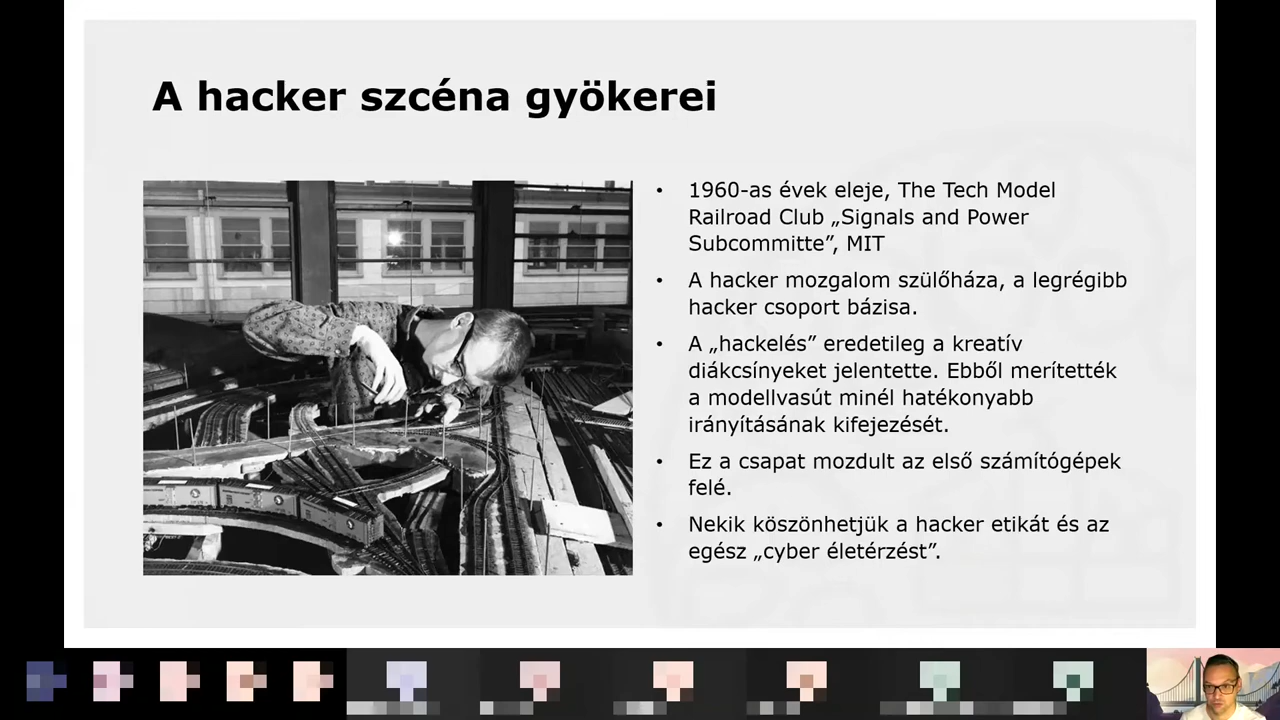 A hacker szcéna gyökerei
• 1960-as évek eleje, The Tech Model
Railroad Club „Signals and Power
Subcommitte”, MIT
• A hacker mozgalom szülőháza, a legrégibb
hacker csoport bázisa.
• A „hackelés” eredetileg a kreatív
diákcsínyeket jelentette. Ebből merítették
a modellvasút minél hatékonyabb
irányításának kifejezését.
• Ez a csapat mozdult az első számítógépek
felé.
• Nekik köszönhetjük a hacker etikát és az
egész „cyber életérzést”.